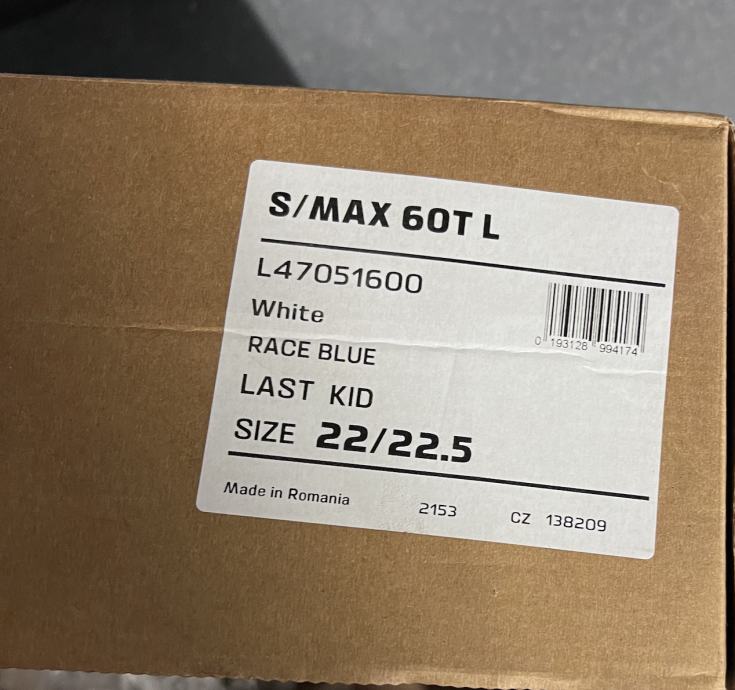 S/MAX 60T L
L47051600
White
RACE BLUE
LAST KID
SIZE 22/22.5
0 193128 994174
Made in Romania 2153 CZ 138209